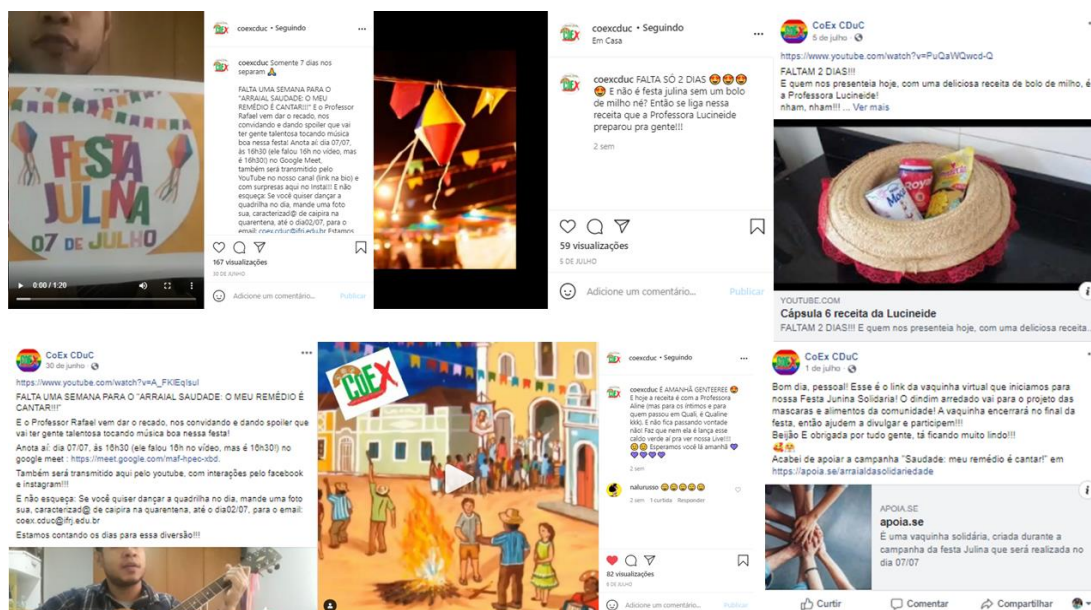 FESTA
JULINA
07 DE JULHO
0:00 / 1:20
coexcduc • Seguindo
coexcduc Somente 7 dias nos
separam 🙏
FALTA UMA SEMANA PARA O
"ARRAIAL SAUDADE: O MEU
REMÉDIO É CANTAR!!!" E o Professor
Rafael vem dar o recado, nos
convidando e dando spoiler que vai
ter gente talentosa tocando música
boa nessa festa! Anota aí: dia 07/07,
às 16h30 (ele falou 16h no vídeo, mas
é 16h30!) no Google Meet,
também será transmitido pelo
YouTube no nosso canal (link na bio) e
com surpresas aqui no Insta!!! E não
esqueça: Se você quiser dançar a
quadrilha no dia, mande uma foto
sua, caracterizad@ de caipira na
quarentena, até o dia02/07, para o
email: coex.cduc@ifrj.edu.br Estamos
167 visualizações
30 DE JUNHO
Adicione um comentário...
Publicar
coexcduc • Seguindo
Em Casa
coexcduc FALTA SÓ 2 DIAS 🤩🤩🤩
🤩 E não é festa julina sem um bolo
de milho né? Então se liga nessa
receita que a Professora Lucineide
preparou pra gente!!!
2 sem
59 visualizações
5 DE JULHO
Adicione um comentário...
Publicar
CoEx CDuC
5 de julho
https://www.youtube.com/watch?v=PuQaWQwcd-Q
FALTAM 2 DIAS!!!
E quem nos presenteia hoje, com uma deliciosa receita de bolo de milho, é
a Professora Lucineide!
nham, nham!!! ... Ver mais
YOUTUBE.COM
Cápsula 6 receita da Lucineide
FALTAM 2 DIAS!!! E quem nos presenteia hoje, com uma deliciosa receita...
CoEx CDuC
30 de junho
https://www.youtube.com/watch?v=A_FKIEqlsuI
FALTA UMA SEMANA PARA O "ARRAIAL SAUDADE: O MEU REMÉDIO É
CANTAR!!!"
E o Professor Rafael vem dar o recado, nos convidando e dando spoiler que
vai ter gente talentosa tocando música boa nessa festa!
Anota aí: dia 07/07, às 16h30 (ele falou 16h no vídeo, mas é 16h30!) no
google meet : https://meet.google.com/maf-hpec-xbd.
Também será transmitido aqui pelo youtube, com interações pelo facebook
e instagram!!!
E não esqueça: Se você quiser dançar a quadrilha no dia, mande uma foto
sua, caracterizad@ de caipira na quarentena, até o dia02/07, para o email:
coex.cduc@ifrj.edu.br
Estamos contando os dias para essa diversão!!!
CoEX
coexcduc • Seguindo
coexcduc É AMANHÃ GENTEEREE 🤩
E hoje a receita é com a Professora
Aline (mas para os íntimos e para
quem passou em Quali, é Qualine
kkk). E não fica passando vontade
não! Faz que nem ela e lança esse
caldo verde aí pra ver nossa Live!!!
😋😋 Esperamos você lá amanhã 💜
💜💜💜💜
2 sem
nalurusso 😍😍😍😍😍
2 sem 1 curtida Responder
82 visualizações
6 DE JULHO
Adicione um comentário...
Publicar
CoEx CDuC
1 de julho
Bom dia, pessoal! Esse é o link da vaquinha virtual que iniciamos para
nossa Festa Junina Solidaria! O dindim arredado vai para o projeto das
mascaras e alimentos da comunidade! A vaquinha encerrará no final da
festa, então ajudem a divulgar e participem!!!
Beijão E obrigada por tudo gente, tá ficando muito lindo!!!
🥰🤗
Acabei de apoiar a campanha "Saudade: meu remédio é cantar!" em
https://apoia.se/arraialdasolidariedade
APOIA.SE
apoia.se
É uma vaquinha solidária, criada durante a
campanha da festa Julina que será realizada no
dia 07/07
Curtir
Comentar
Compartilhar